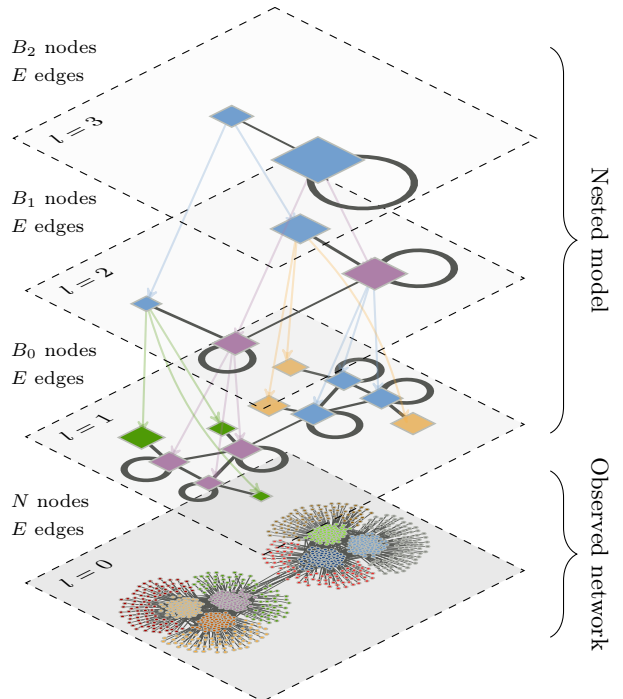 B₂ nodes
E edges
l = 3
B₁ nodes
E edges
l = 2
B₀ nodes
E edges
l = 1
N nodes
E edges
l = 0
Nested model
Observed network